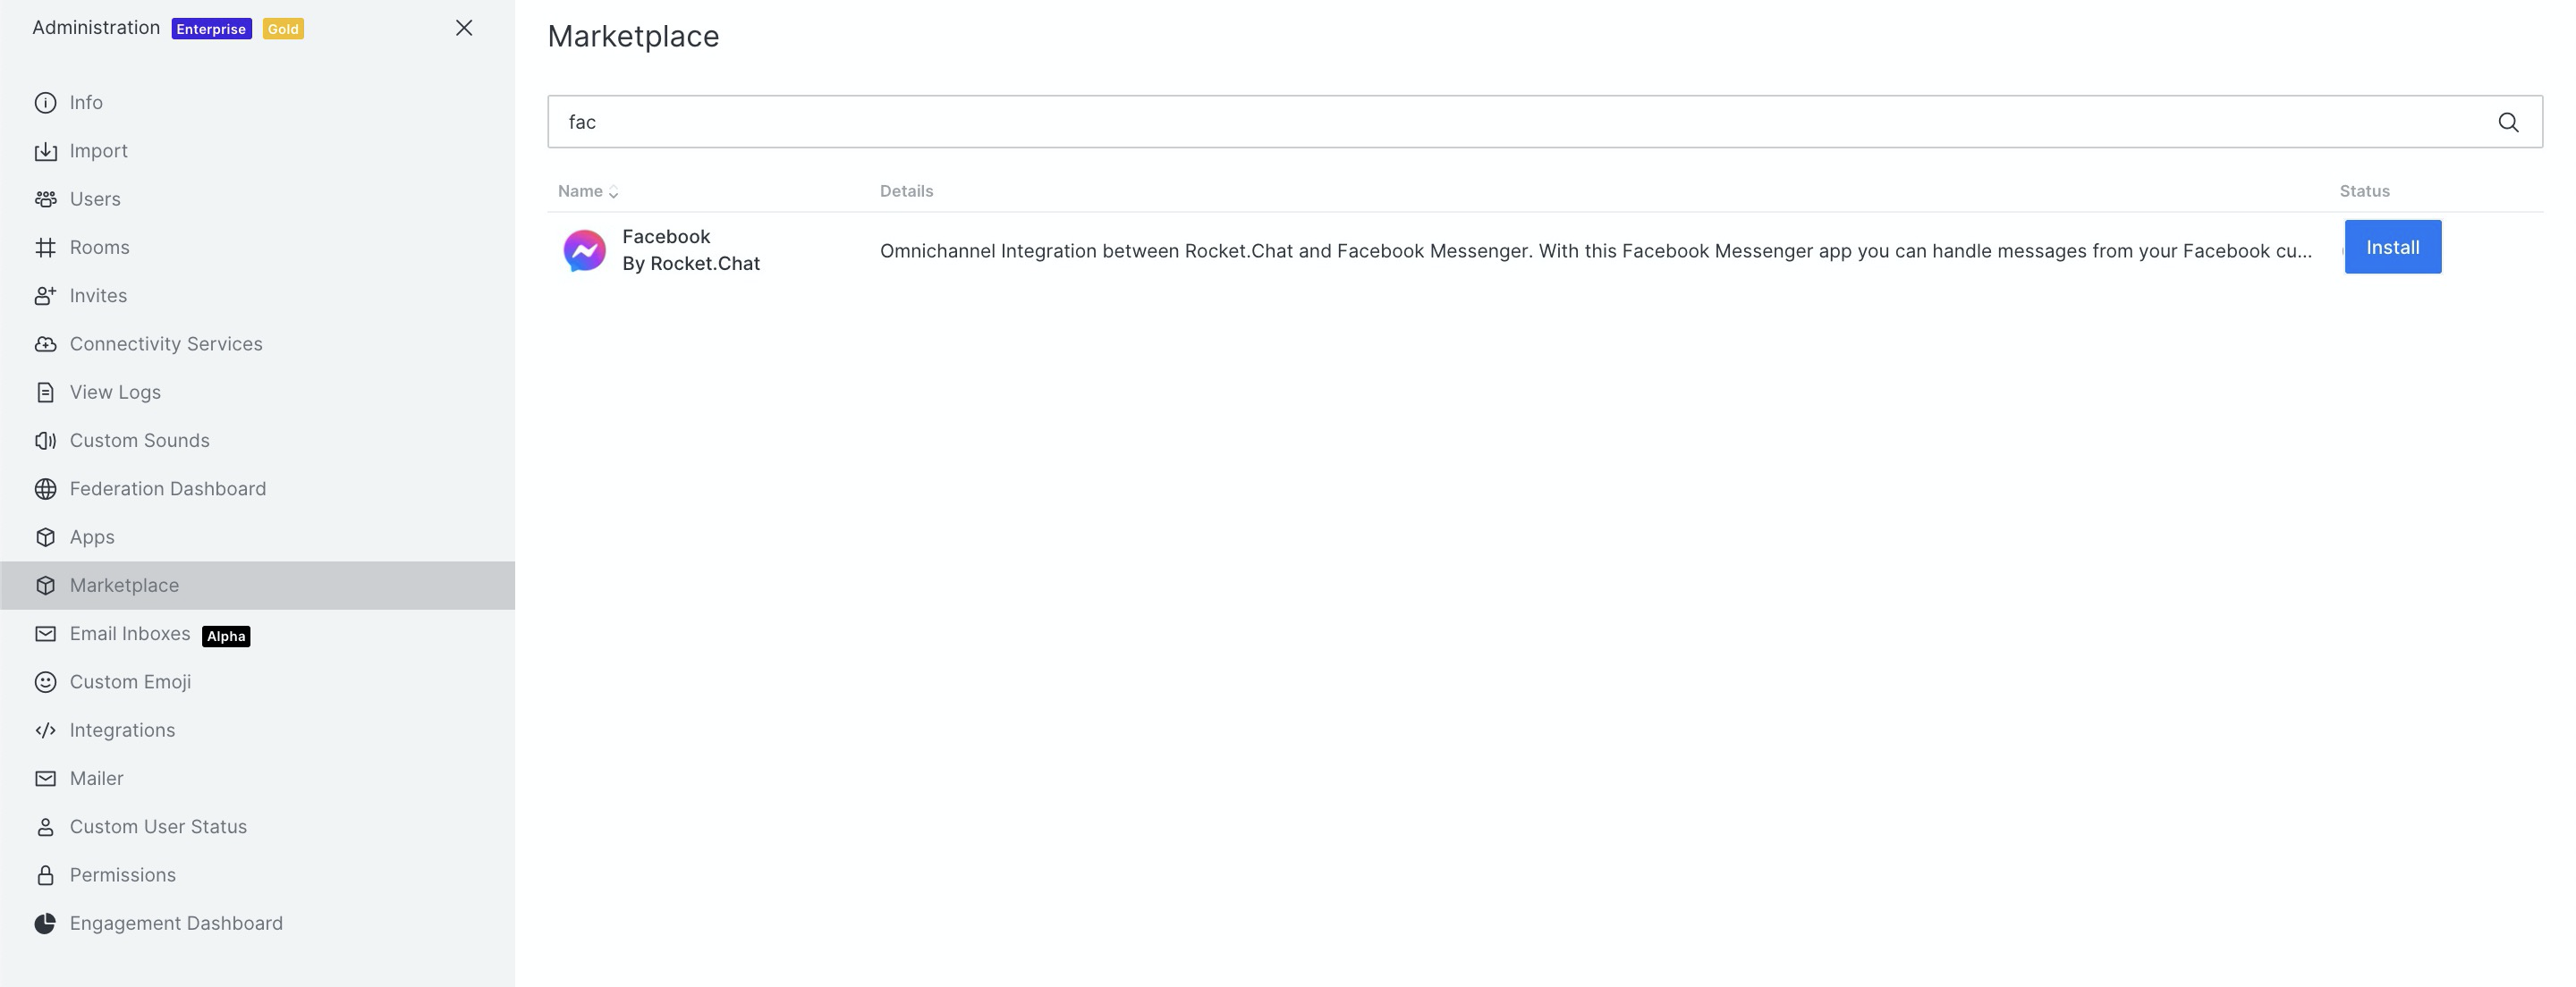 Administration Enterprise Gold
Info
Import
Users
Rooms
Invites
Connectivity Services
View Logs
Custom Sounds
Federation Dashboard
Apps
Marketplace
Email Inboxes Alpha
Custom Emoji
Integrations
Mailer
Custom User Status
Permissions
Engagement Dashboard
Marketplace
fac
Name Details Status
Facebook
By Rocket.Chat
Omnichannel Integration between Rocket.Chat and Facebook Messenger. With this Facebook Messenger app you can handle messages from your Facebook cu...
Install